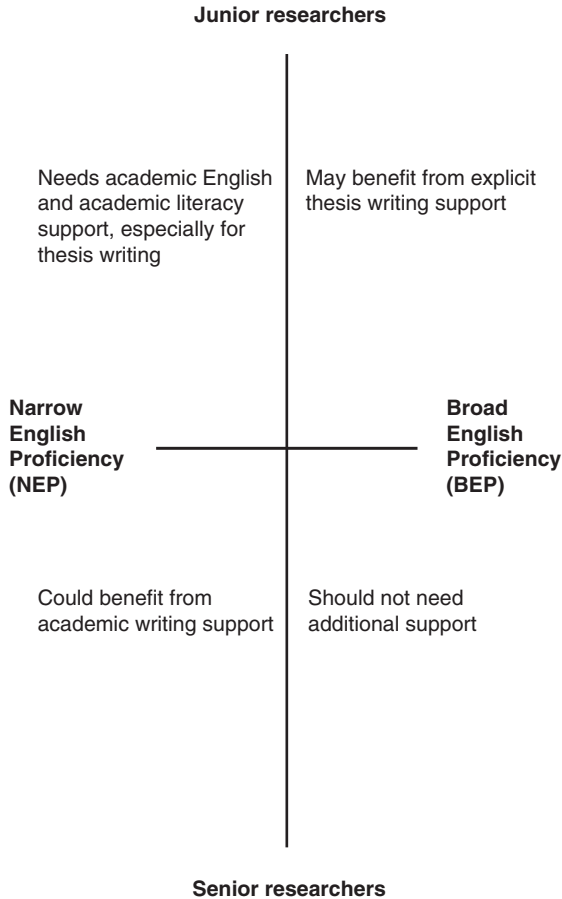 Junior researchers
Needs academic English
and academic literacy
support, especially for
thesis writing
May benefit from explicit
thesis writing support
Narrow
English
Proficiency
(NEP)
Broad
English
Proficiency
(BEP)
Could benefit from
academic writing support
Should not need
additional support
Senior researchers